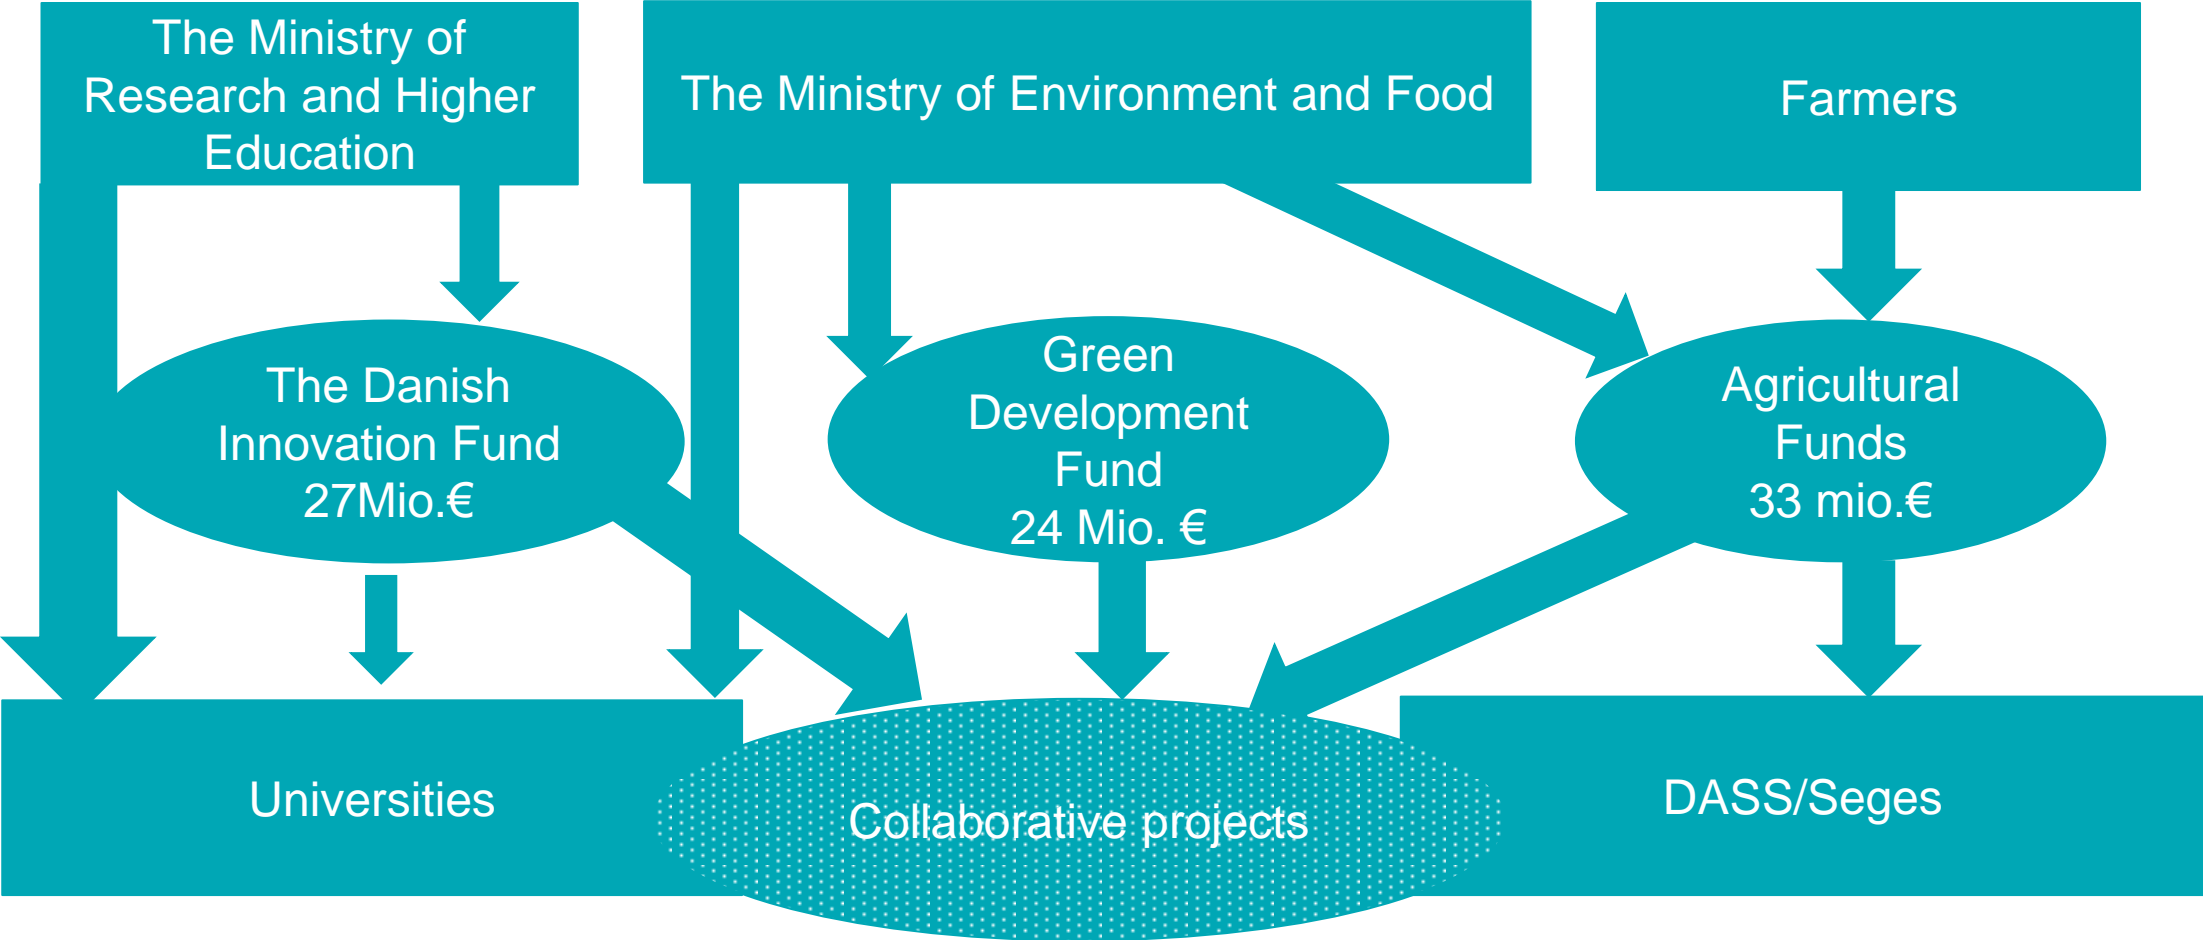 The Ministry of
Research and Higher
Education
The Ministry of Environment and Food
Farmers
The Danish
Innovation Fund
27Mio.€
Green
Development
Fund
24 Mio. €
Agricultural
Funds
33 mio.€
Universities
Collaborative projects
DASS/Seges